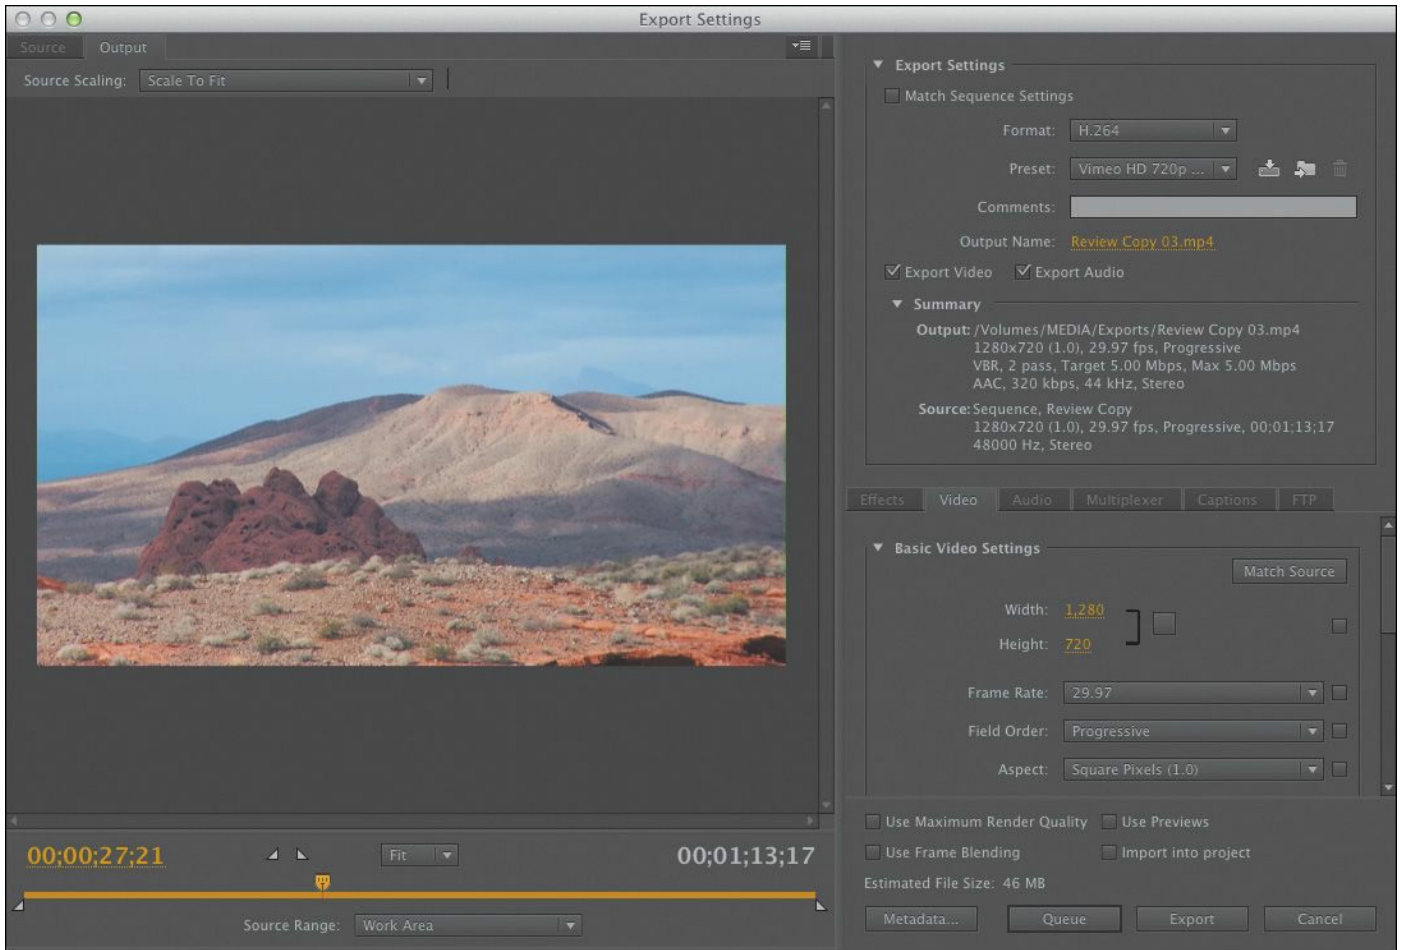 Export Settings
Source
Output
Source Scaling: Scale To Fit
00;00;27;21
Fit
00;01;13;17
Source Range: Work Area
Export Settings
Match Sequence Settings
Format: H.264
Preset: Vimeo HD 720p ...
Comments:
Output Name: Review Copy 03.mp4
Export Video Export Audio
Summary
Output: /Volumes/MEDIA/Exports/Review Copy 03.mp4
1280x720 (1.0), 29.97 fps, Progressive
VBR, 2 pass, Target 5.00 Mbps, Max 5.00 Mbps
AAC, 320 kbps, 44 kHz, Stereo
Source: Sequence, Review Copy
1280x720 (1.0), 29.97 fps, Progressive, 00;01;13;17
48000 Hz, Stereo
Effects Video Audio Multiplexer Captions FTP
Basic Video Settings
Match Source
Width: 1,280
Height: 720
Frame Rate: 29.97
Field Order: Progressive
Aspect: Square Pixels (1.0)
Use Maximum Render Quality Use Previews
Use Frame Blending Import into project
Estimated File Size: 46 MB
Metadata... Queue Export Cancel